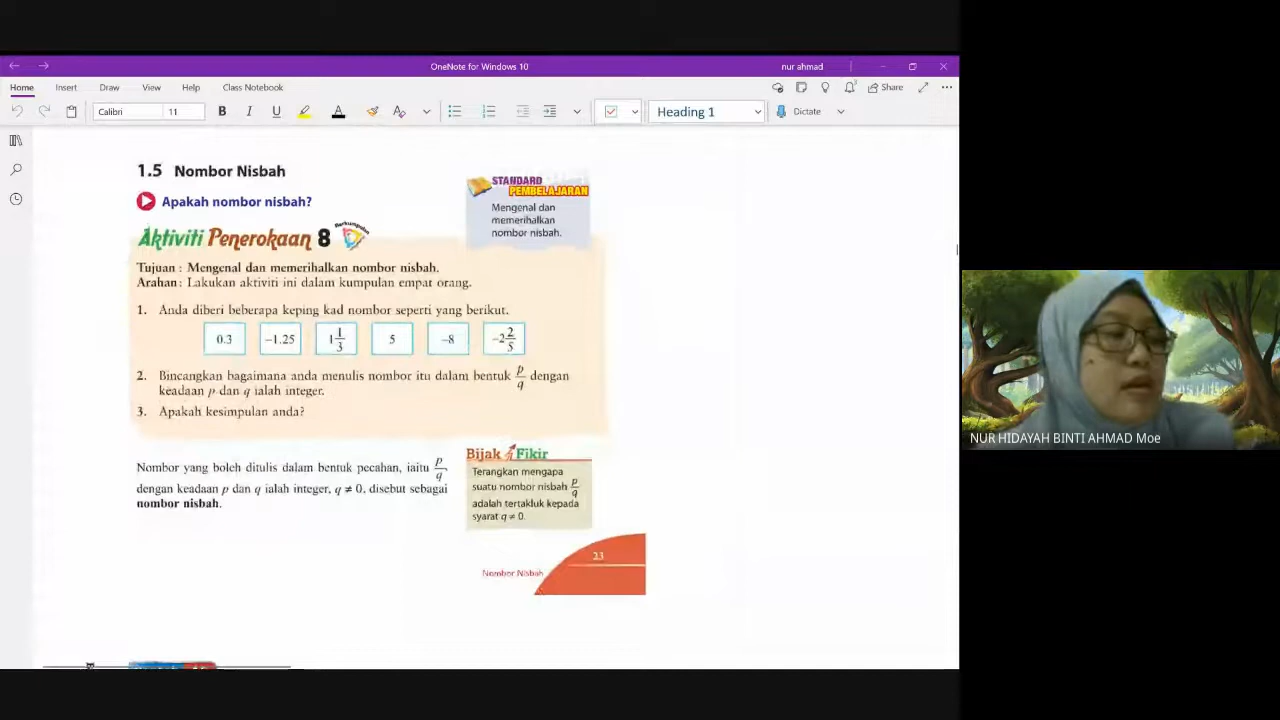 OneNote for Windows 10
nur ahmad
Home Insert Draw View Help Class Notebook
Share
Calibri 11 B I U A A Heading 1 Dictate
1.5 Nombor Nisbah
Apakah nombor nisbah?
STANDARD
PEMBELAJARAN
Mengenal dan
memerihalkan
nombor nisbah.
Aktiviti Penerokaan 8
Berkumpulan
Tujuan : Mengenal dan memerihalkan nombor nisbah.
Arahan : Lakukan aktiviti ini dalam kumpulan empat orang.
1. Anda diberi beberapa keping kad nombor seperti yang berikut.
0.3 −1.25 1 1/3 5 −8 −2 2/5
2. Bincangkan bagaimana anda menulis nombor itu dalam bentuk p/q dengan
keadaan p dan q ialah integer.
3. Apakah kesimpulan anda?
Nombor yang boleh ditulis dalam bentuk pecahan, iaitu p/q,
dengan keadaan p dan q ialah integer, q ≠ 0, disebut sebagai
nombor nisbah.
Bijak Fikir
Terangkan mengapa
suatu nombor nisbah p/q
adalah tertakluk kepada
syarat q ≠ 0.
23
Nombor Nisbah
NUR HIDAYAH BINTI AHMAD Moe